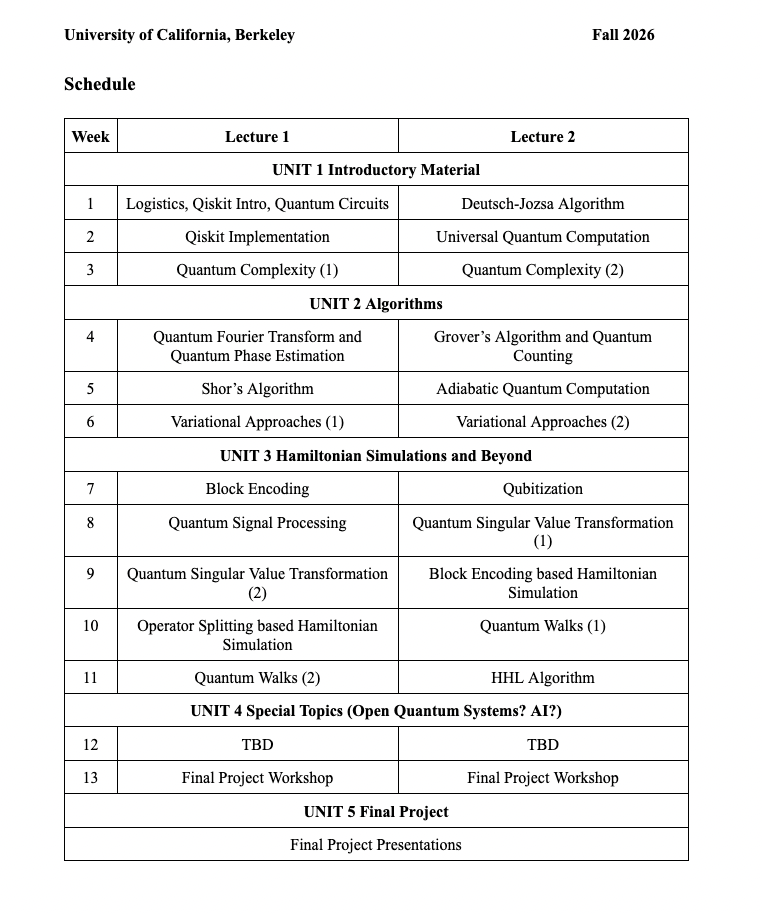 University of California, Berkeley Fall 2026
Schedule
Week Lecture 1 Lecture 2
UNIT 1 Introductory Material
1 Logistics, Qiskit Intro, Quantum Circuits Deutsch-Jozsa Algorithm
2 Qiskit Implementation Universal Quantum Computation
3 Quantum Complexity (1) Quantum Complexity (2)
UNIT 2 Algorithms
4 Quantum Fourier Transform and Grover’s Algorithm and Quantum
Quantum Phase Estimation Counting
5 Shor’s Algorithm Adiabatic Quantum Computation
6 Variational Approaches (1) Variational Approaches (2)
UNIT 3 Hamiltonian Simulations and Beyond
7 Block Encoding Qubitization
8 Quantum Signal Processing Quantum Singular Value Transformation
(1)
9 Quantum Singular Value Transformation Block Encoding based Hamiltonian
(2) Simulation
10 Operator Splitting based Hamiltonian Quantum Walks (1)
Simulation
11 Quantum Walks (2) HHL Algorithm
UNIT 4 Special Topics (Open Quantum Systems? AI?)
12 TBD TBD
13 Final Project Workshop Final Project Workshop
UNIT 5 Final Project
Final Project Presentations